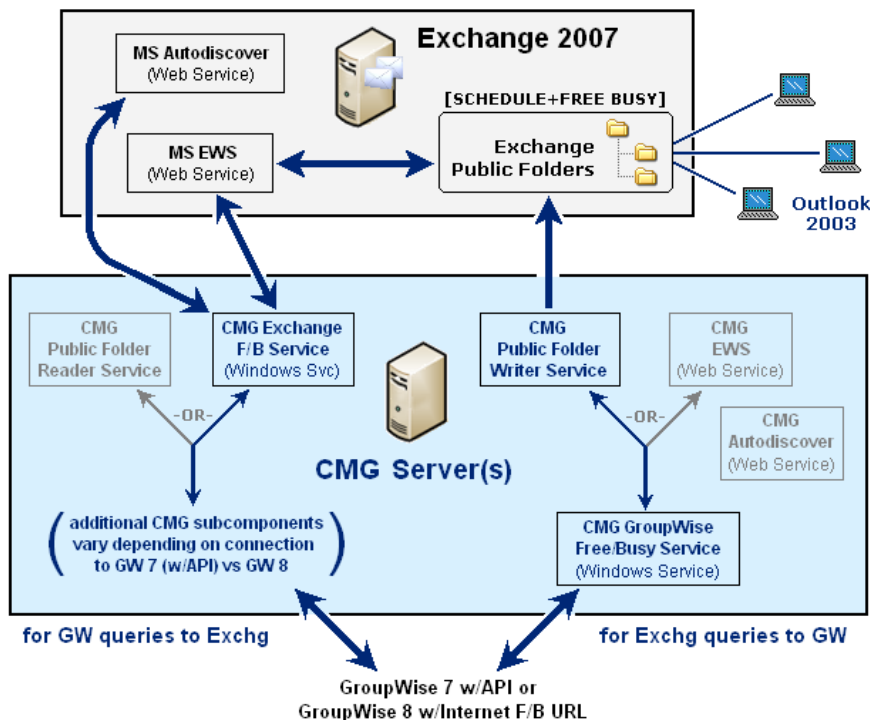 Exchange 2007
MS Autodiscover
(Web Service)
[SCHEDULE+FREE BUSY]
MS EWS
(Web Service)
Exchange
Public Folders
Outlook
2003
CMG
Public Folder
Reader Service
CMG Exchange
F/B Service
(Windows Svc)
CMG
Public Folder
Writer Service
CMG
EWS
(Web Service)
-OR-
-OR-
CMG
Autodiscover
(Web Service)
CMG Server(s)
(additional CMG subcomponents
vary depending on connection
to GW 7 (w/API) vs GW 8)
CMG GroupWise
Free/Busy Service
(Windows Service)
for GW queries to Exchg
for Exchg queries to GW
GroupWise 7 w/API or
GroupWise 8 w/Internet F/B URL